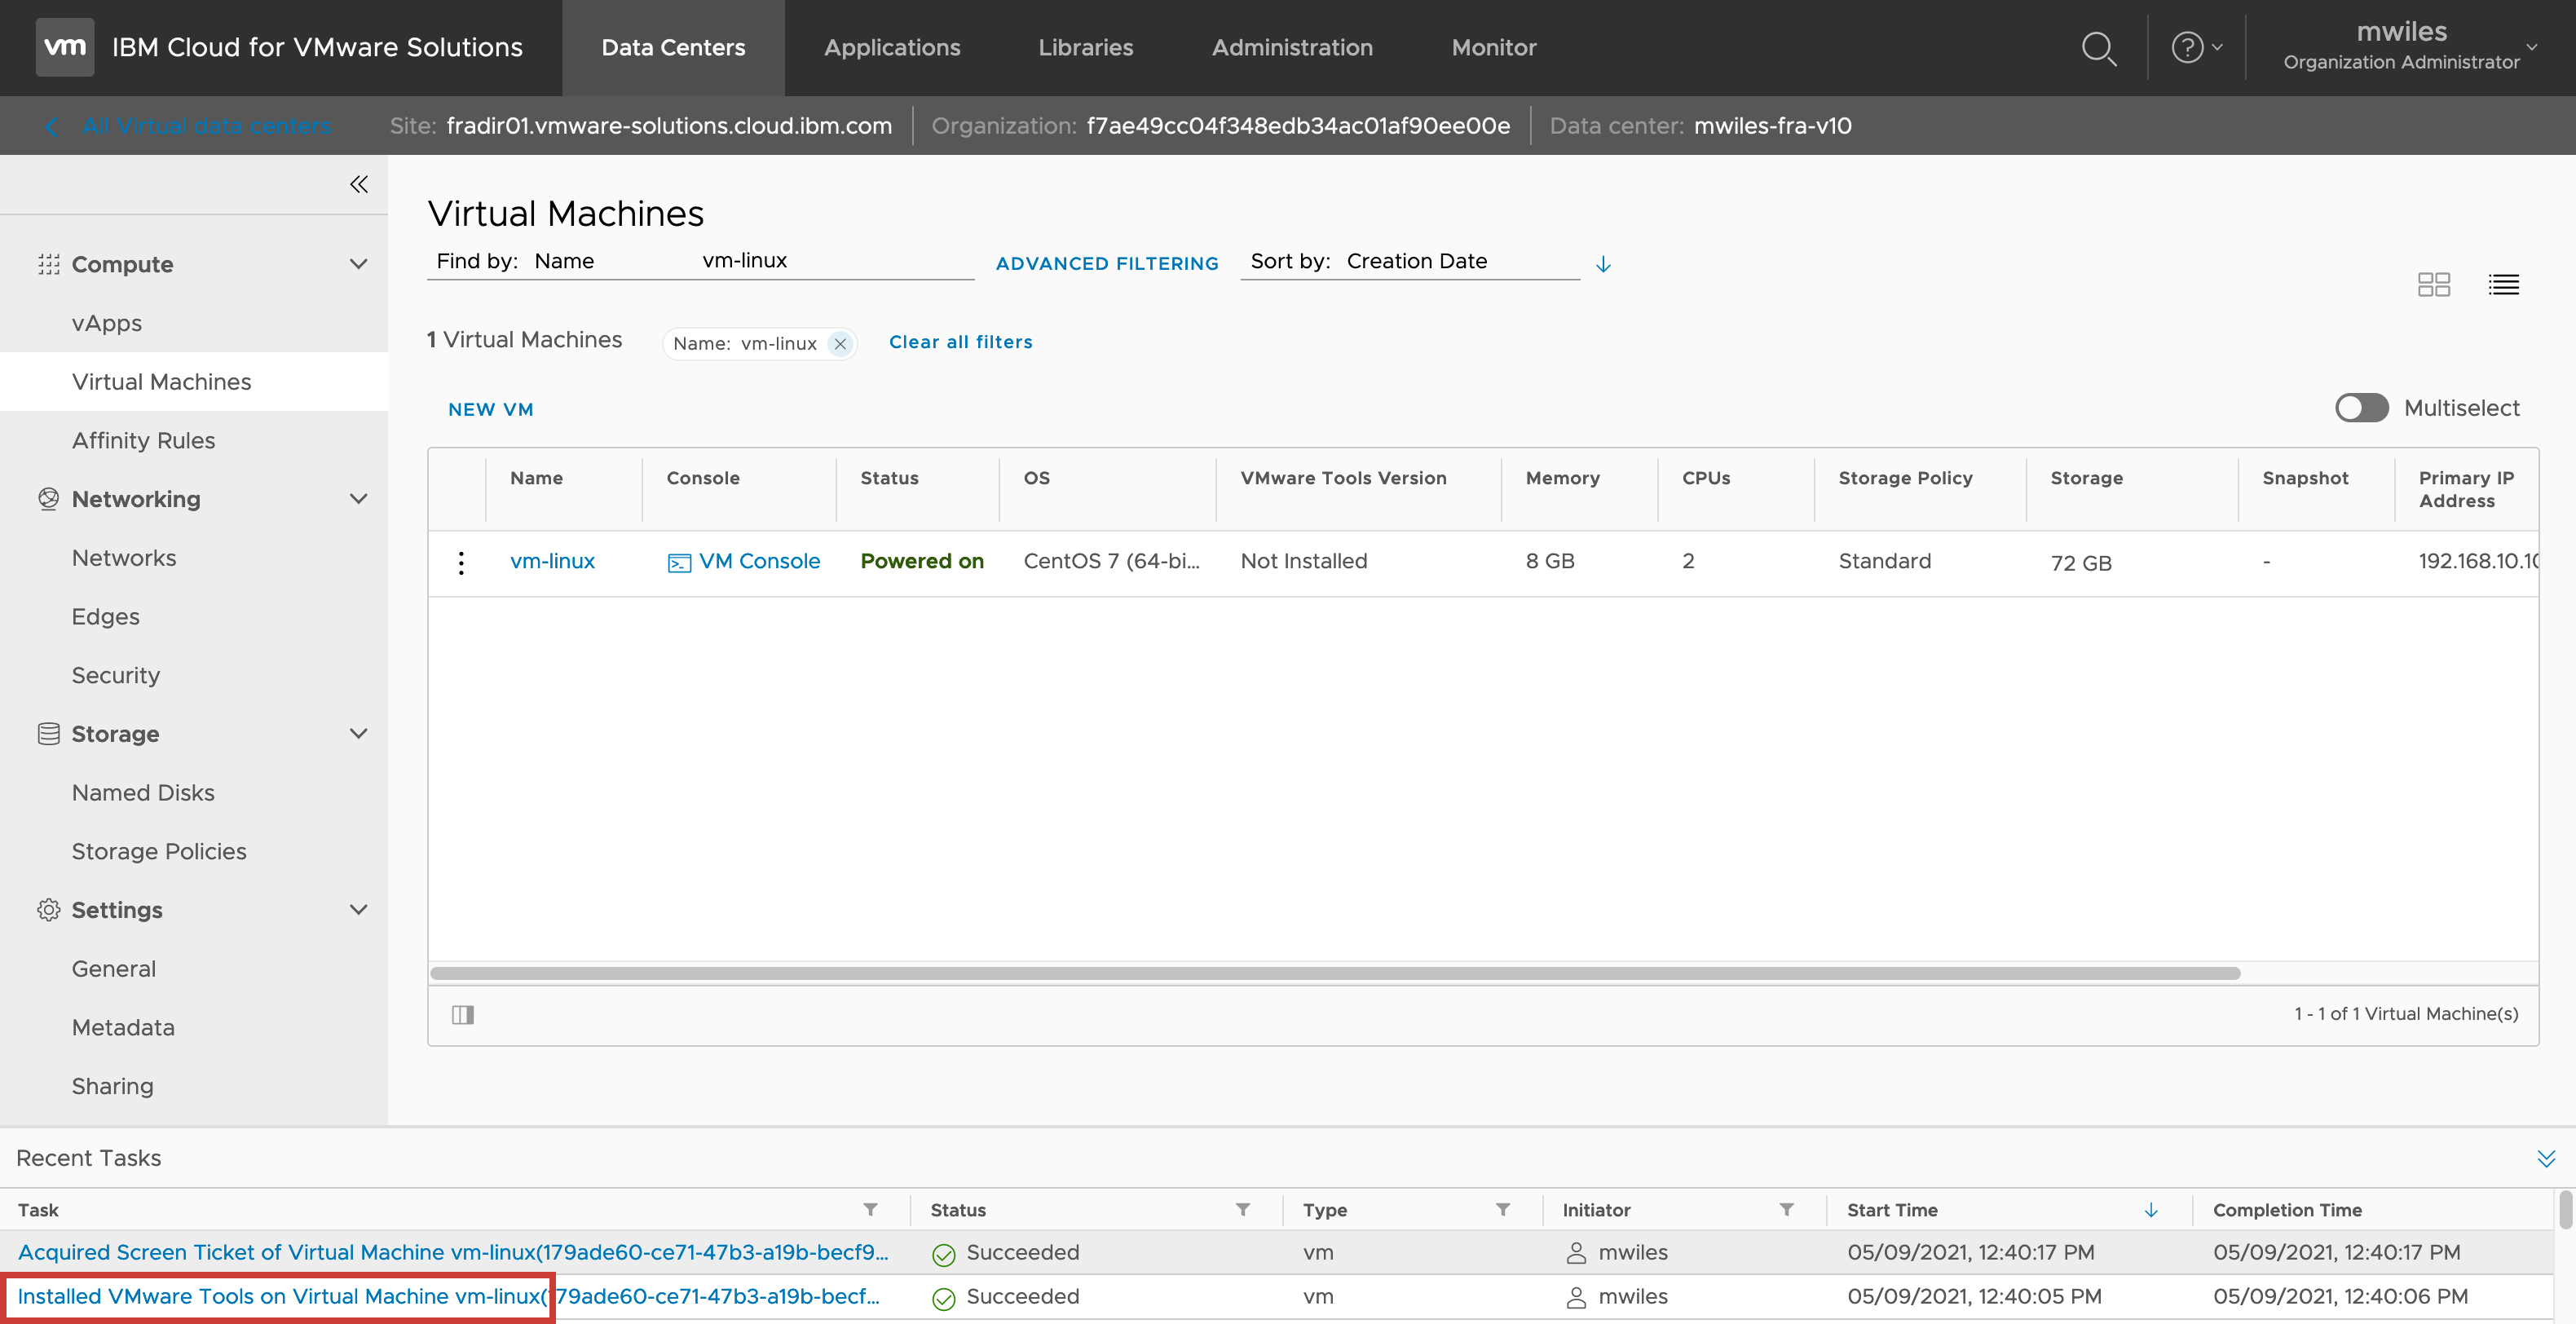 vm IBM Cloud for VMware Solutions Data Centers Applications Libraries Administration Monitor mwiles
Organization Administrator
All Virtual data centers Site: fradir01.vmware-solutions.cloud.ibm.com Organization: f7ae49cc04f348edb34ac01af90ee00e Data center: mwiles-fra-v10
Compute
vApps
Virtual Machines
Affinity Rules
Networking
Networks
Edges
Security
Storage
Named Disks
Storage Policies
Settings
General
Metadata
Sharing
Virtual Machines
Find by: Name vm-linux ADVANCED FILTERING Sort by: Creation Date
1 Virtual Machines Name: vm-linux Clear all filters
NEW VM Multiselect
Name Console Status OS VMware Tools Version Memory CPUs Storage Policy Storage Snapshot Primary IP
Address
vm-linux VM Console Powered on CentOS 7 (64-bi... Not Installed 8 GB 2 Standard 72 GB - 192.168.10.10
1 - 1 of 1 Virtual Machine(s)
Recent Tasks
Task Status Type Initiator Start Time Completion Time
Acquired Screen Ticket of Virtual Machine vm-linux(179ade60-ce71-47b3-a19b-becf9... Succeeded vm mwiles 05/09/2021, 12:40:17 PM 05/09/2021, 12:40:17 PM
Installed VMware Tools on Virtual Machine vm-linux(179ade60-ce71-47b3-a19b-becf... Succeeded vm mwiles 05/09/2021, 12:40:05 PM 05/09/2021, 12:40:06 PM